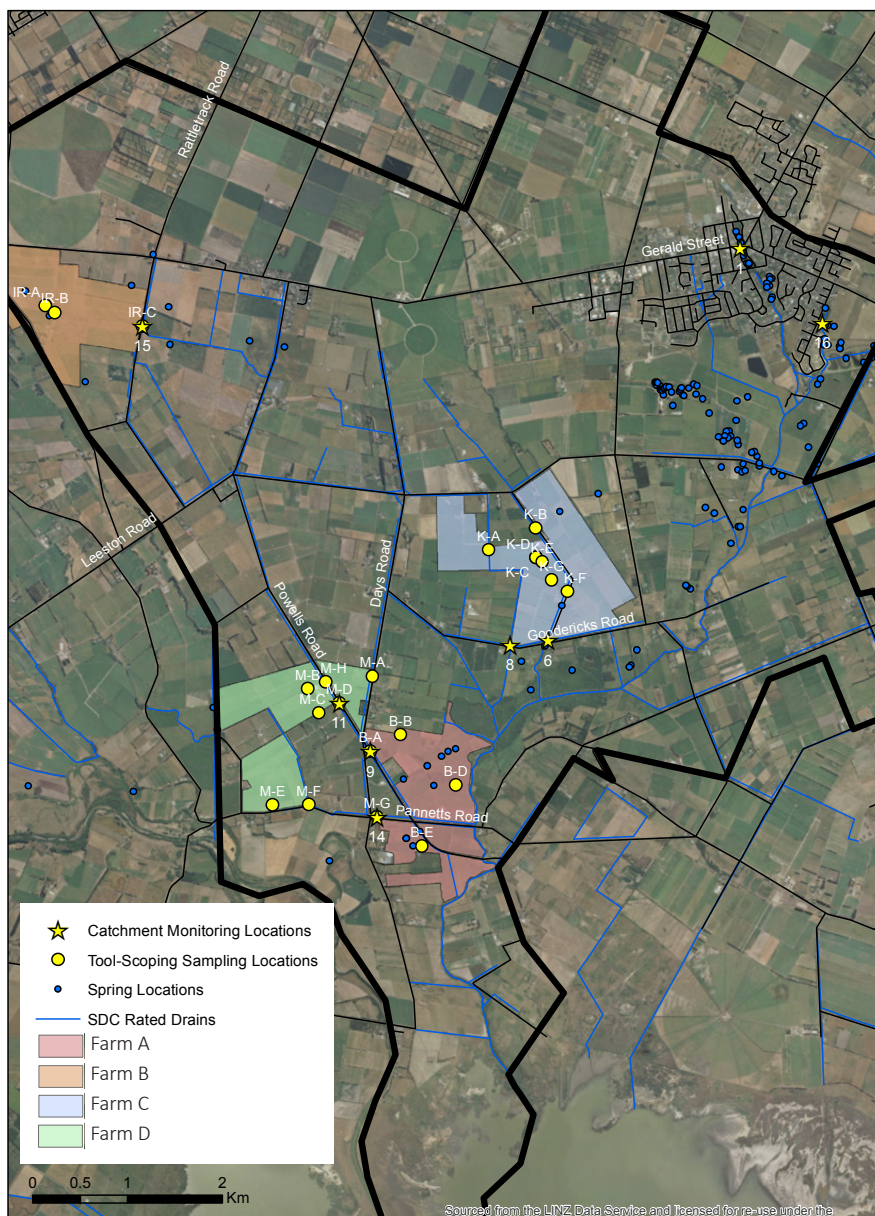 Rattletrack Road
Gerald Street
1
IR-A
IR-B
IR-C
15
16
Leeston Road
K-B
K-A
K-D
K-E
K-C
K-G
K-F
Days Road
Powells Road
Goodericks Road
8
6
M-H
M-A
M-B
M-D
M-C
11
B-B
B-A
9
B-D
M-E
M-F
M-G
Pannetts Road
14
B-E
Catchment Monitoring Locations
Tool-Scoping Sampling Locations
Spring Locations
SDC Rated Drains
Farm A
Farm B
Farm C
Farm D
0 0.5 1 2
Km
Sourced from the LINZ Data Service and licensed for re-use under the